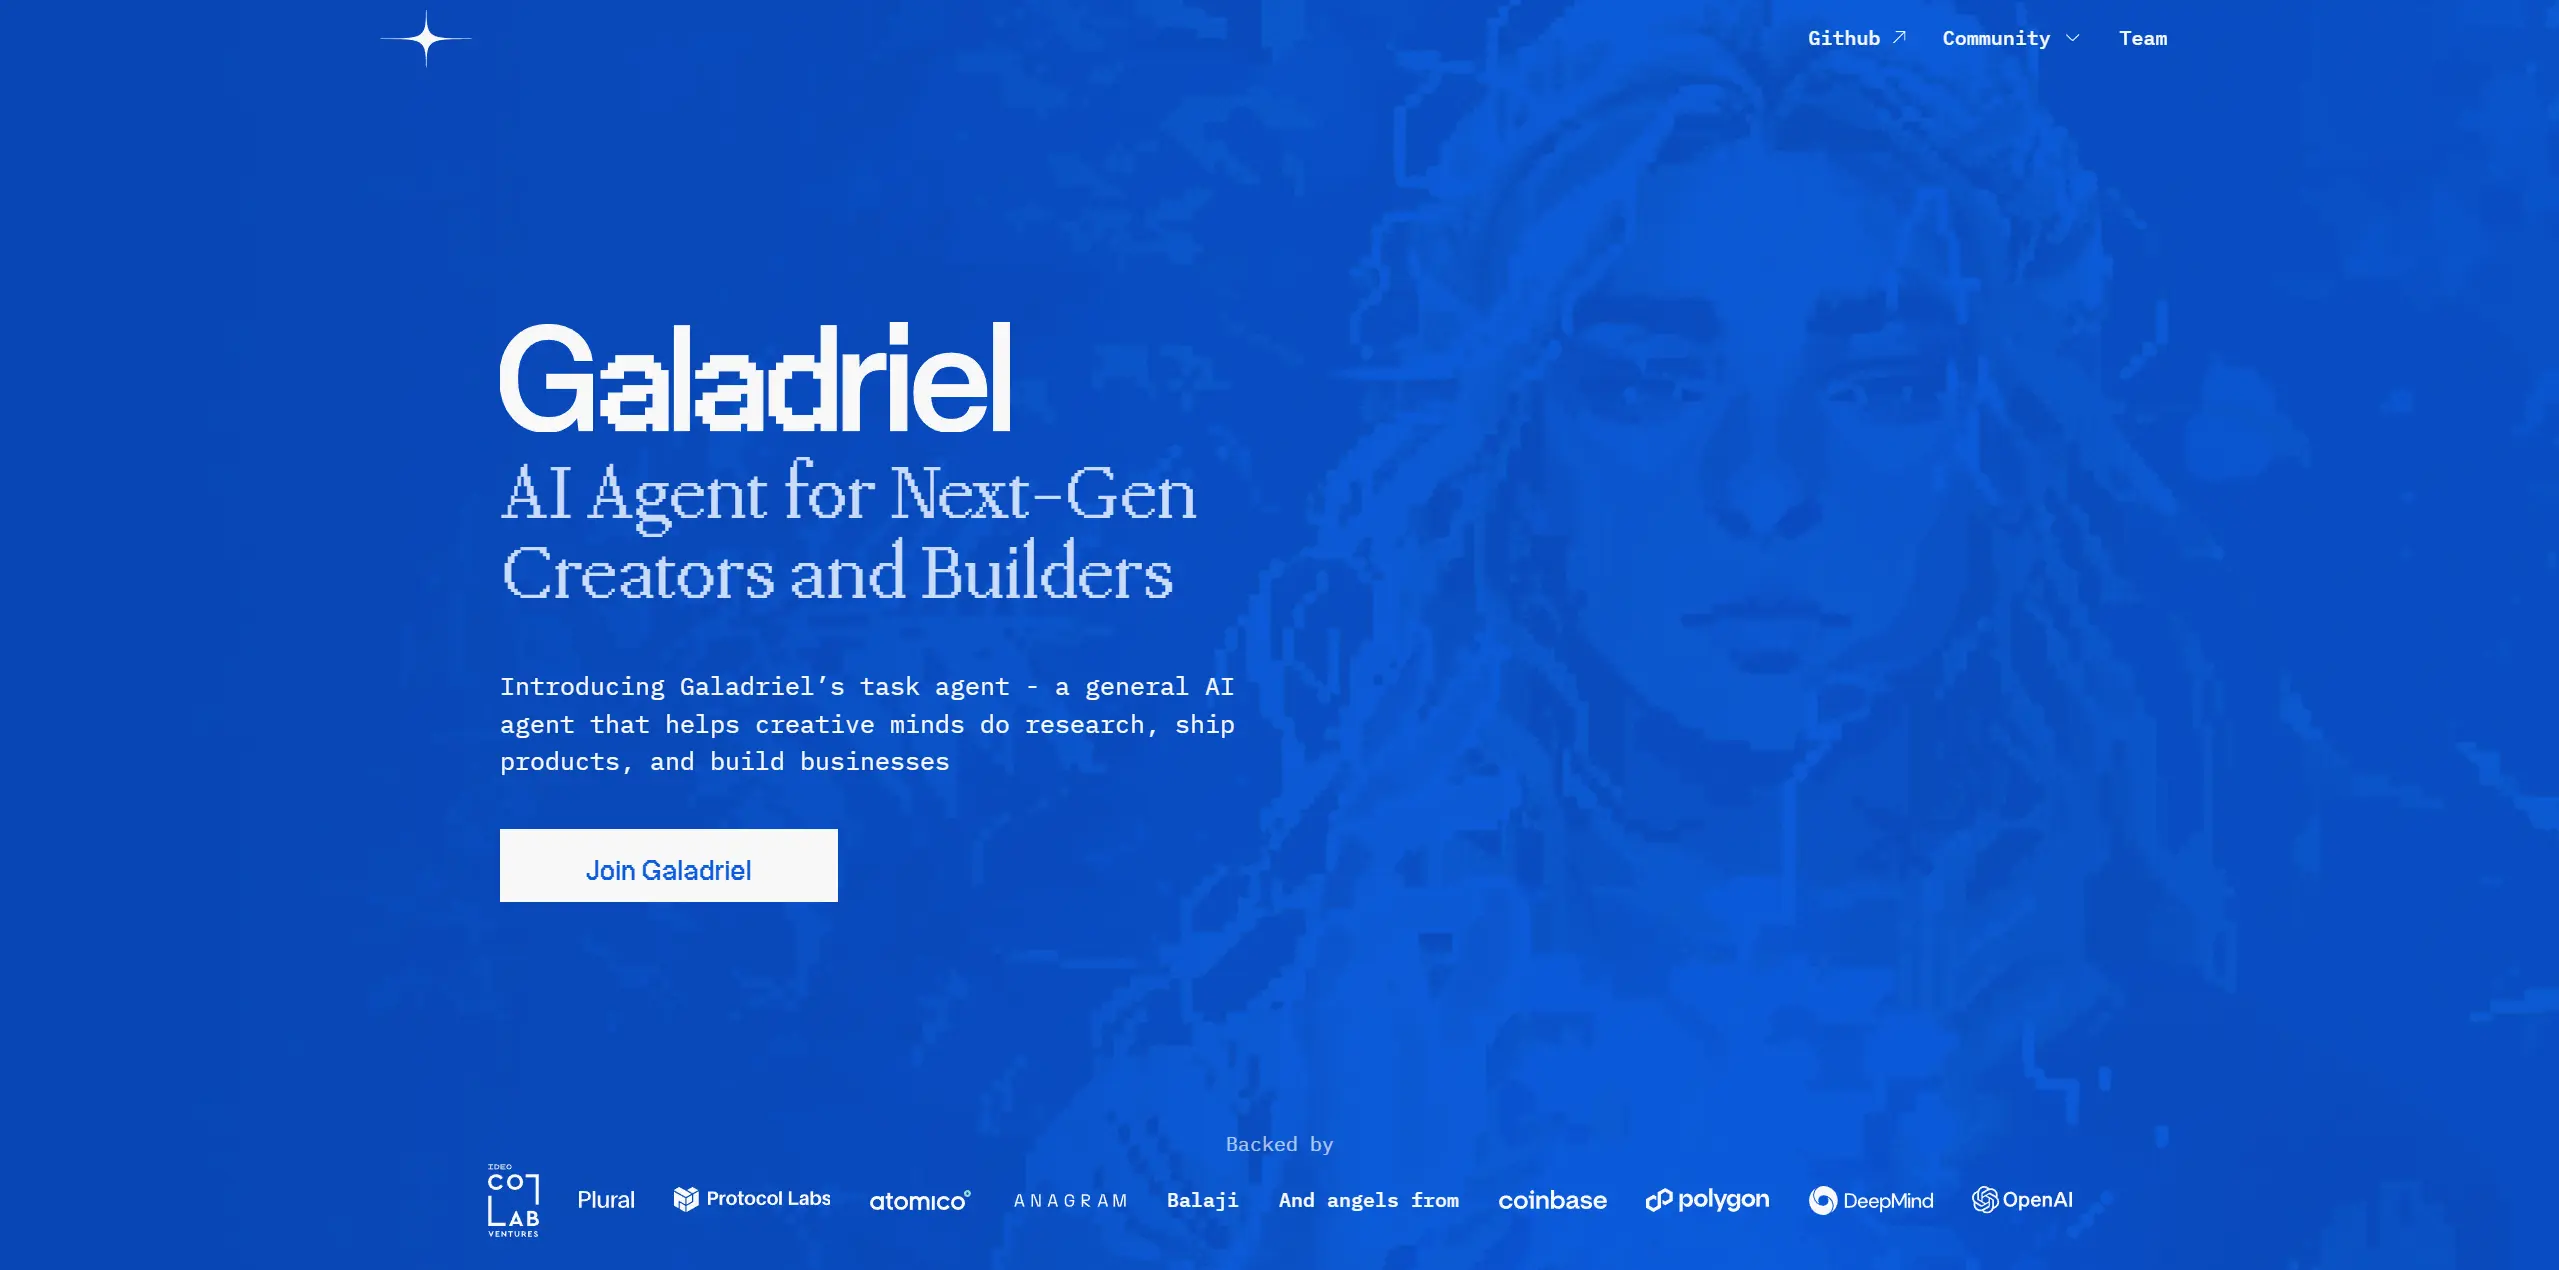 Github Community Team
Galadriel
AI Agent for Next-Gen
Creators and Builders
Introducing Galadriel’s task agent - a general AI
agent that helps creative minds do research, ship
products, and build businesses
Join Galadriel
Backed by
IDEO
CO
LAB
VENTURES
Plural Protocol Labs atomico ANAGRAM Balaji And angels from coinbase polygon DeepMind OpenAI